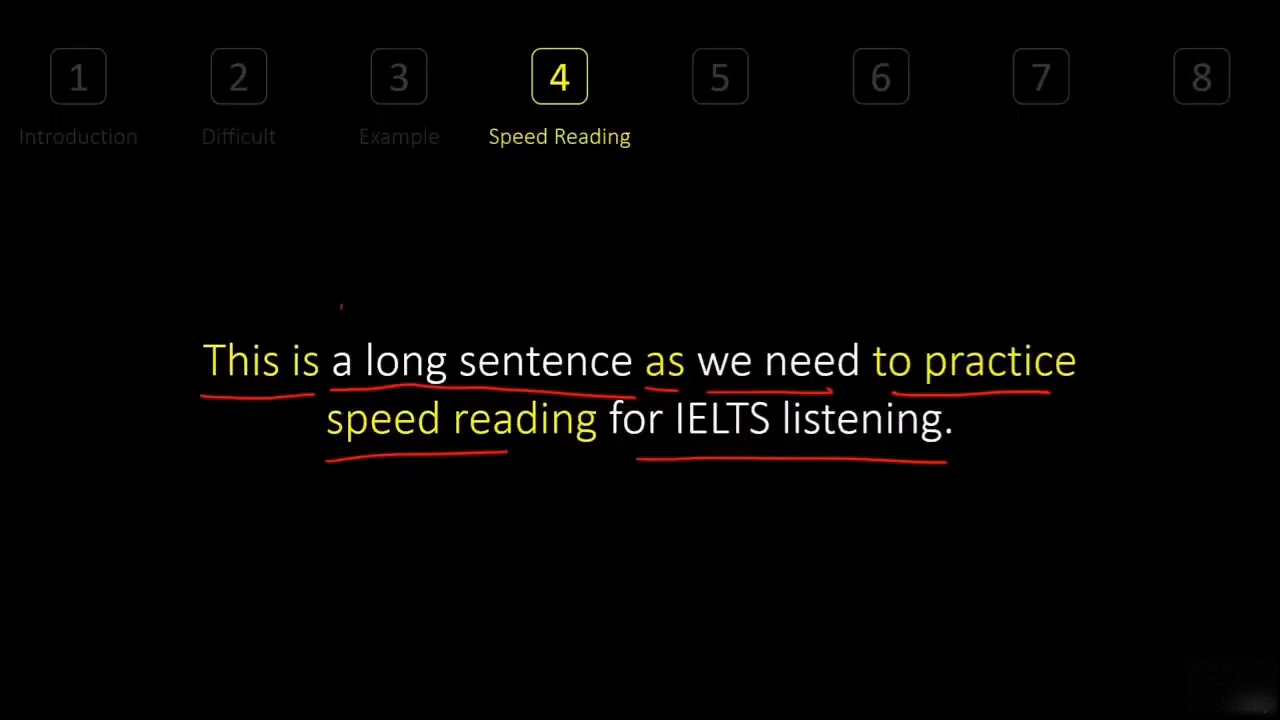 1 2 3 4 5 6 7 8
Introduction Difficult Example Speed Reading
This is a long sentence as we need to practice
speed reading for IELTS listening.